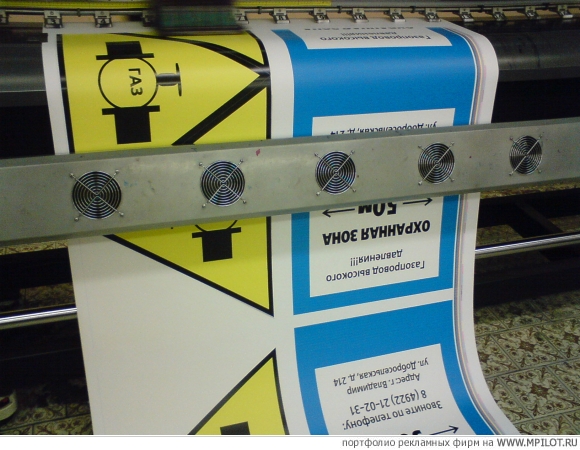 ГАЗ
Газопровод высокого
давления!!!
ул. Добросельская, д. 214
Газопровод высокого
давления!!!
ОХРАННАЯ ЗОНА
50м
Звоните по телефону:
8 (4922) 21-02-31
Адрес: г. Владимир
ул. Добросельская, д. 214
портфолио рекламных фирм на WWW.MPILOT.RU